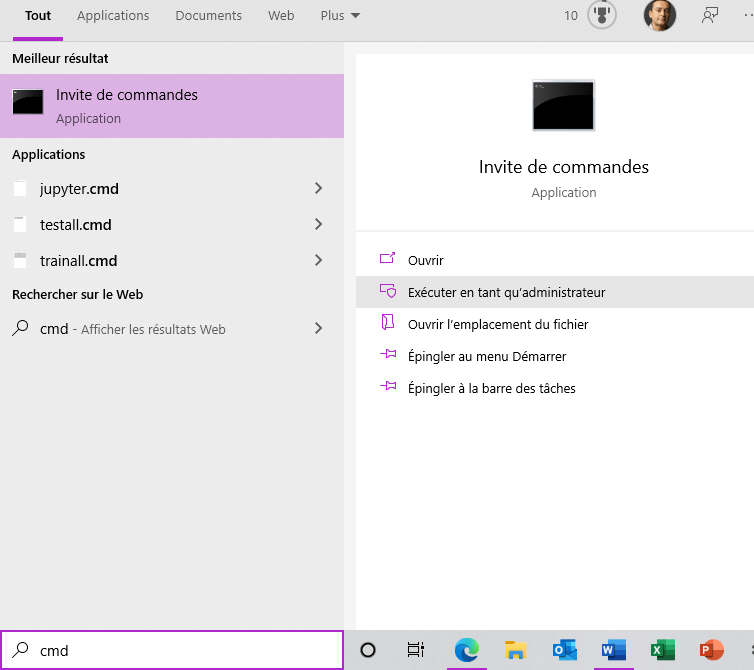 Tout Applications Documents Web Plus 10
Meilleur résultat
Invite de commandes
Application
Applications
jupyter.cmd
testall.cmd
trainall.cmd
Rechercher sur le Web
cmd - Afficher les résultats Web
Invite de commandes
Application
Ouvrir
Exécuter en tant qu’administrateur
Ouvrir l’emplacement du fichier
Épingler au menu Démarrer
Épingler à la barre des tâches
cmd